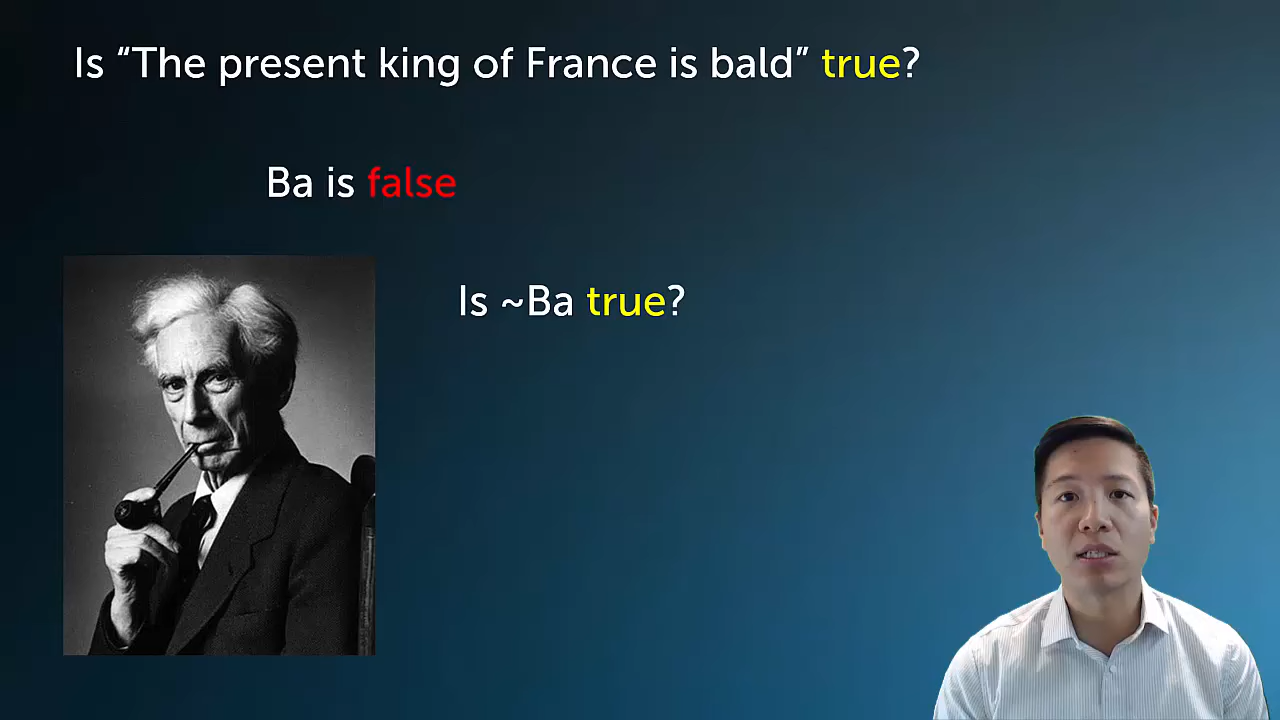 Is “The present king of France is bald” true?
Ba is false
Is ~Ba true?